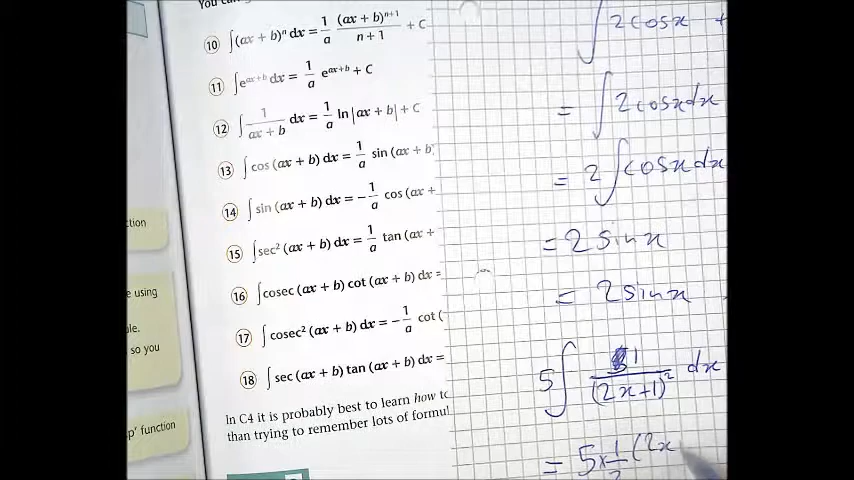 You can
10 ∫(ax + b)ⁿ dx = 1/a (ax + b)ⁿ⁺¹/n + 1 + C
11 ∫e^(ax+b) dx = 1/a e^(ax+b) + C
12 ∫ 1/ax + b dx = 1/a ln|ax + b| + C
13 ∫cos (ax + b) dx = 1/a sin (ax + b)
14 ∫sin (ax + b) dx = -1/a cos (ax +
15 ∫sec² (ax + b) dx = 1/a tan (ax +
16 ∫cosec (ax + b) cot (ax + b) dx =
17 ∫cosec² (ax + b) dx = -1/a cot (
18 ∫sec (ax + b) tan (ax + b) dx =
In C4 it is probably best to learn how to
than trying to remember lots of formul
ction
e using
le.
so you
p' function
∫2cosx +
= ∫2cosxdx
= 2∫cosxdx
= 2sinx
= 2sinx
5∫ 1/(2x+1)² dx
= 5×1/2(2x